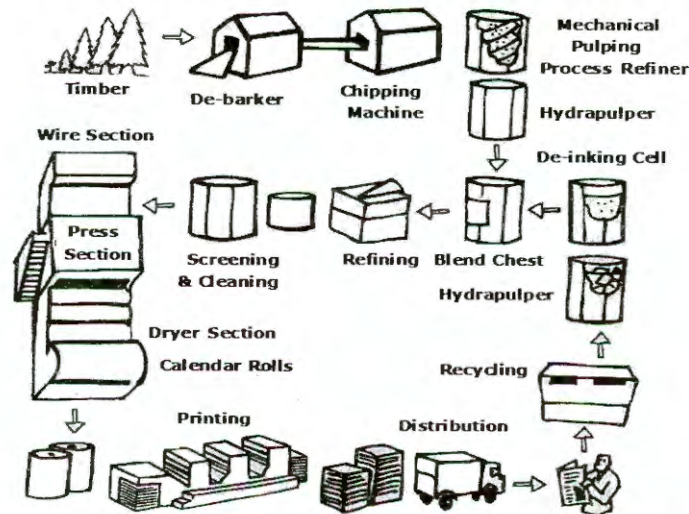 Timber
De-barker
Chipping
Machine
Mechanical
Pulping
Process Refiner
Hydrapulper
De-inking Cell
Wire Section
Press
Section
Screening
& Cleaning
Refining
Blend Chest
Hydrapulper
Dryer Section
Calendar Rolls
Recycling
Printing
Distribution